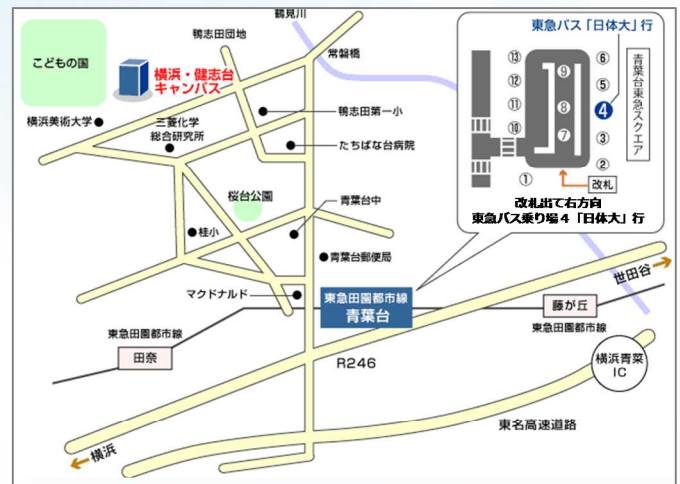 鶴見川
鴨志田団地
常磐橋
こどもの国
横浜・健志台
キャンパス
横浜美術大学
三菱化学
総合研究所
鴨志田第一小
たちばな台病院
桜台公園
青葉台中
桂小
青葉台郵便局
マクドナルド
東急田園都市線
青葉台
東急田園都市線
田奈
藤が丘
東急田園都市線
世田谷
R246
横浜青葉
IC
東名高速道路
横浜
東急バス「日体大」行
⑬
⑫
⑪
⑩
⑨
⑧
⑦
⑥
⑤
④
③
②
①
青葉台東急スクエア
改札
改札出て右方向
東急バス乗り場4「日体大」行